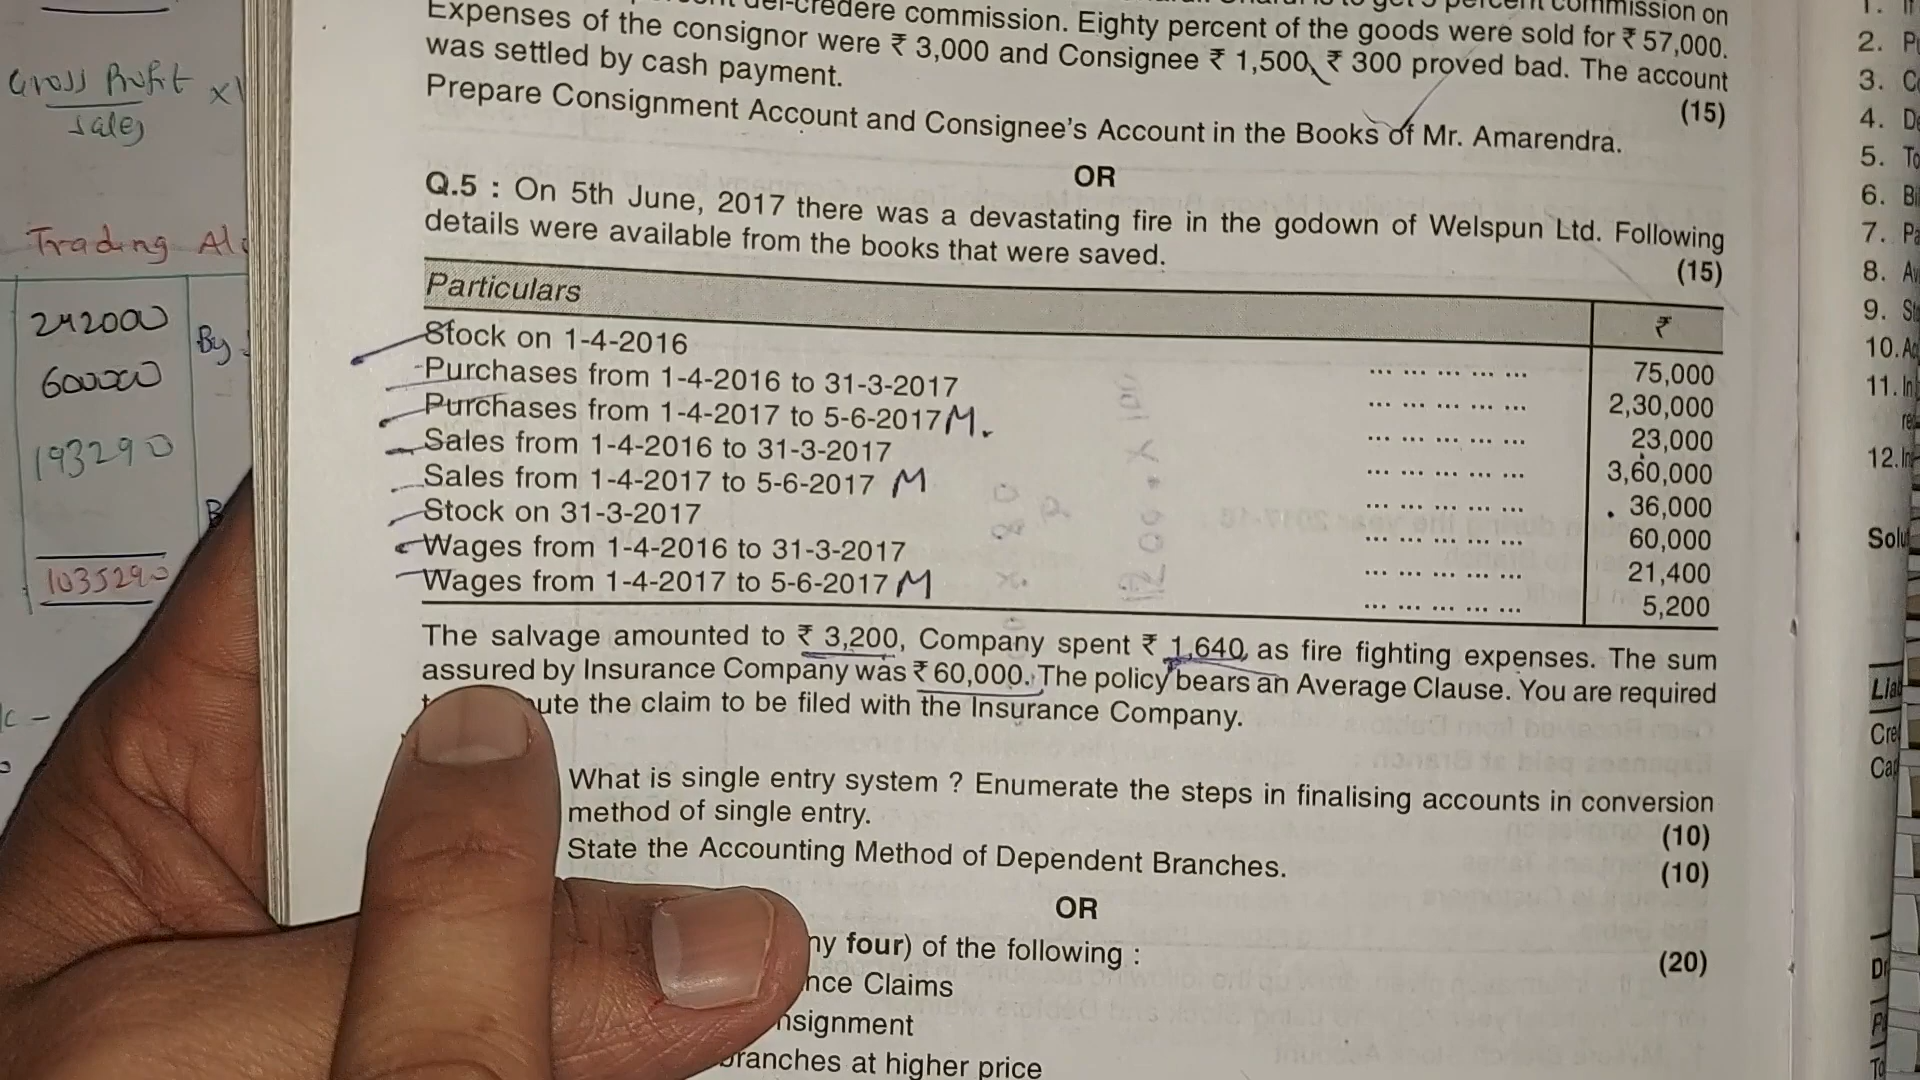 Gross Profit
sales
Trading A/c
242000
By
600000
193290
1035290
Expenses of the consignor were ₹ 3,000 and Consignee ₹ 1,500, ₹ 300 proved bad. The account
was settled by cash payment.
(15)
Prepare Consignment Account and Consignee's Account in the Books of Mr. Amarendra.
OR
Q.5 : On 5th June, 2017 there was a devastating fire in the godown of Welspun Ltd. Following
details were available from the books that were saved.
(15)
Particulars ₹
Stock on 1-4-2016 ... ... ... ... ... 75,000
Purchases from 1-4-2016 to 31-3-2017 ... ... ... ... ... 2,30,000
Purchases from 1-4-2017 to 5-6-2017 M. ... ... ... ... ... 23,000
Sales from 1-4-2016 to 31-3-2017 ... ... ... ... ... 3,60,000
Sales from 1-4-2017 to 5-6-2017 M ... ... ... ... ... 36,000
Stock on 31-3-2017 ... ... ... ... ... 60,000
Wages from 1-4-2016 to 31-3-2017 ... ... ... ... ... 21,400
Wages from 1-4-2017 to 5-6-2017 M ... ... ... ... ... 5,200
The salvage amounted to ₹ 3,200, Company spent ₹ 1,640, as fire fighting expenses. The sum
assured by Insurance Company was ₹ 60,000. The policy bears an Average Clause. You are required
the claim to be filed with the Insurance Company.
What is single entry system ? Enumerate the steps in finalising accounts in conversion
method of single entry.
(10)
State the Accounting Method of Dependent Branches.
(10)
OR
four) of the following :
(20)
Claims
at higher price
1.
2.
3.
4.
5.
6.
7.
8.
9.
10.
11.
12.